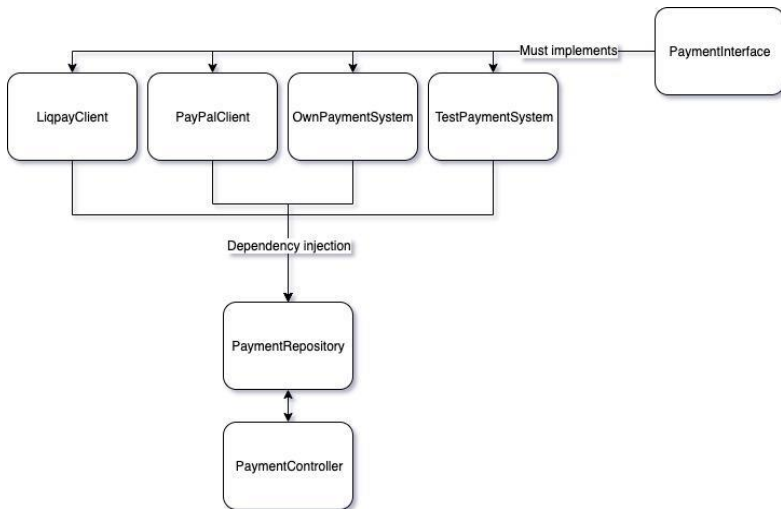 Must implements
PaymentInterface
LiqpayClient
PayPalClient
OwnPaymentSystem
TestPaymentSystem
Dependency injection
PaymentRepository
PaymentController